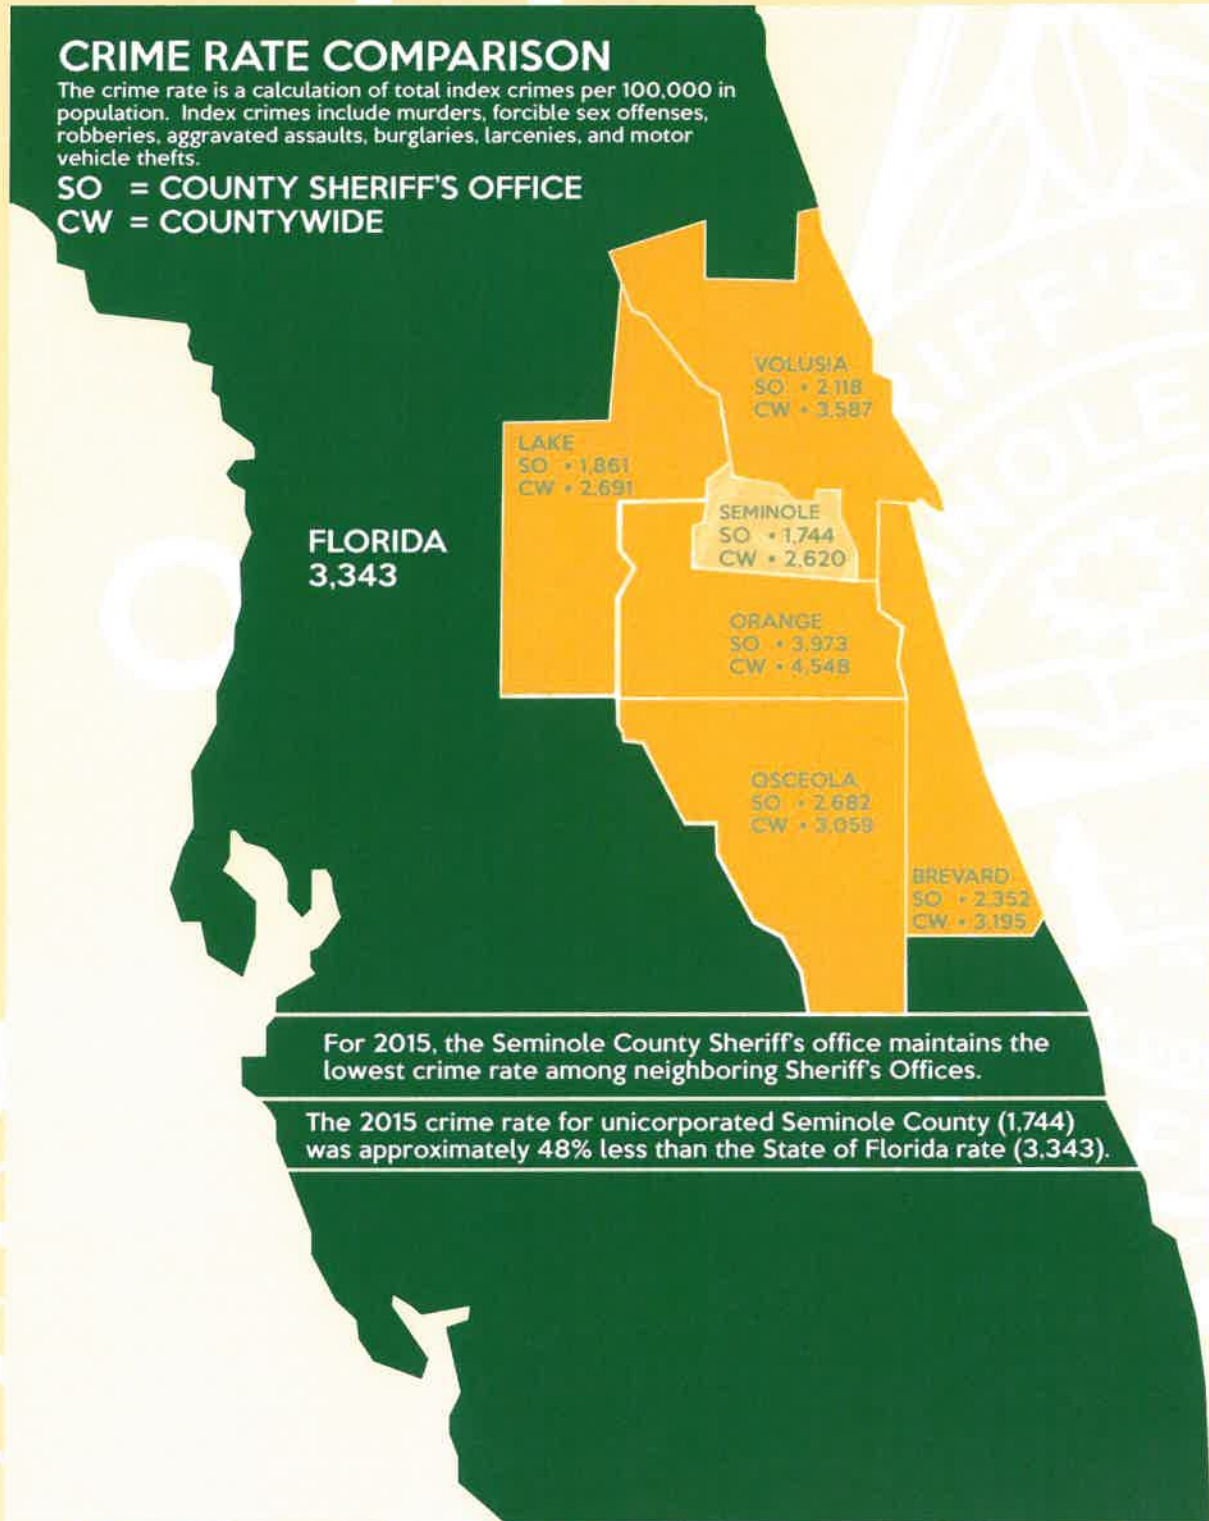 CRIME RATE COMPARISON
The crime rate is a calculation of total index crimes per 100,000 in
population. Index crimes include murders, forcible sex offenses,
robberies, aggravated assaults, burglaries, larcenies, and motor
vehicle thefts.
SO = COUNTY SHERIFF'S OFFICE
CW = COUNTYWIDE
VOLUSIA
SO • 2,118
CW • 3,587
LAKE
SO • 1,861
CW • 2,691
SEMINOLE
SO • 1,744
CW • 2,620
FLORIDA
3,343
ORANGE
SO • 3,973
CW • 4,548
OSCEOLA
SO • 2,682
CW • 3,059
BREVARD
SO • 2,352
CW • 3,195
For 2015, the Seminole County Sheriff's office maintains the
lowest crime rate among neighboring Sheriff's Offices.
The 2015 crime rate for unicorporated Seminole County (1,744)
was approximately 48% less than the State of Florida rate (3,343).